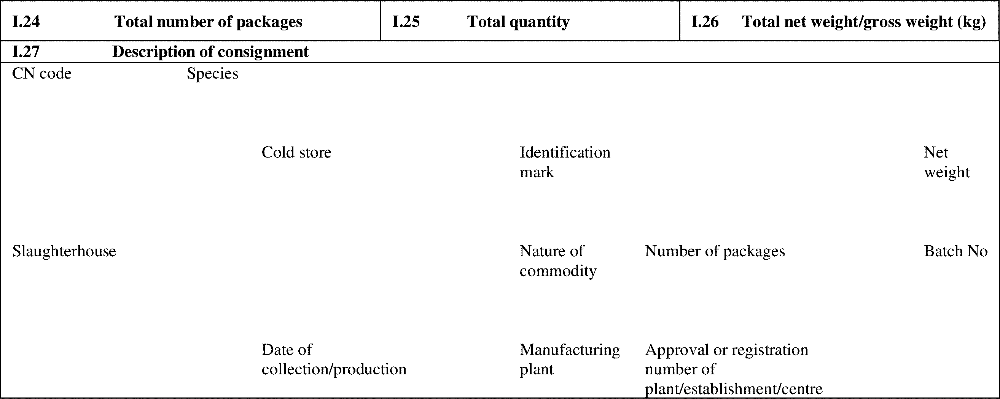 I.24 Total number of packages I.25 Total quantity I.26 Total net weight/gross weight (kg)
I.27 Description of consignment
CN code Species
Cold store Identification Net
mark weight
Slaughterhouse Nature of Number of packages Batch No
commodity
Date of Manufacturing Approval or registration
collection/production plant number of
plant/establishment/centre